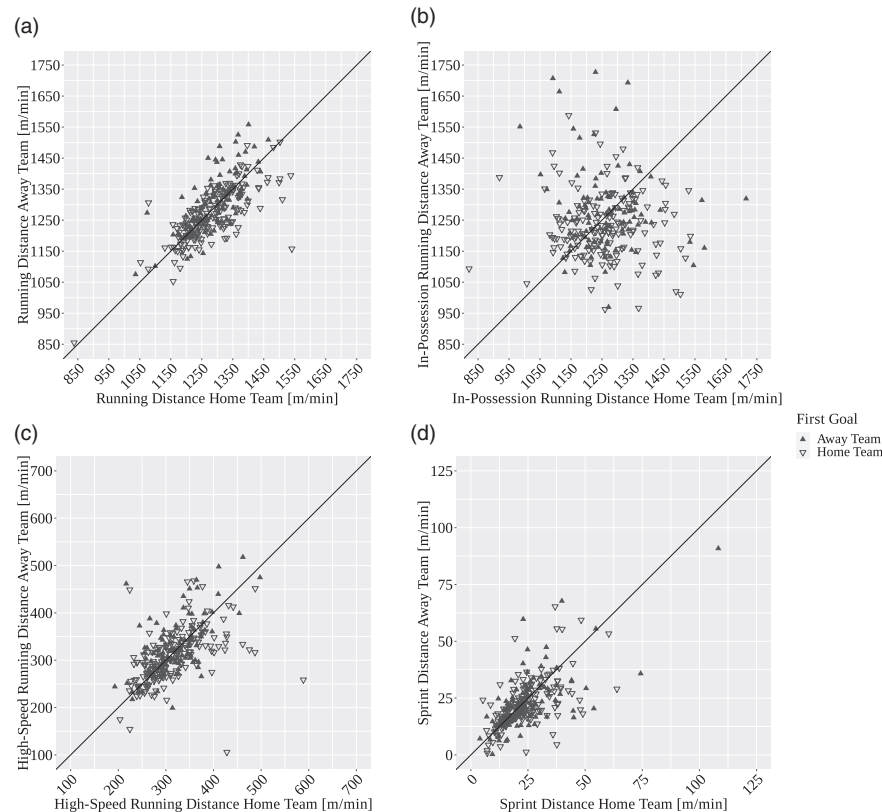 (a)
Running Distance Away Team [m/min]
1750
1650
1550
1450
1350
1250
1150
1050
950
850
850 950 1050 1150 1250 1350 1450 1550 1650 1750
Running Distance Home Team [m/min]
(b)
In-Possession Running Distance Away Team [m/min]
1750
1650
1550
1450
1350
1250
1150
1050
950
850
850 950 1050 1150 1250 1350 1450 1550 1650 1750
In-Possession Running Distance Home Team [m/min]
First Goal
Away Team
Home Team
(c)
High-Speed Running Distance Away Team [m/min]
700
600
500
400
300
200
100
100 200 300 400 500 600 700
High-Speed Running Distance Home Team [m/min]
(d)
Sprint Distance Away Team [m/min]
125
100
75
50
25
0
0 25 50 75 100 125
Sprint Distance Home Team [m/min]